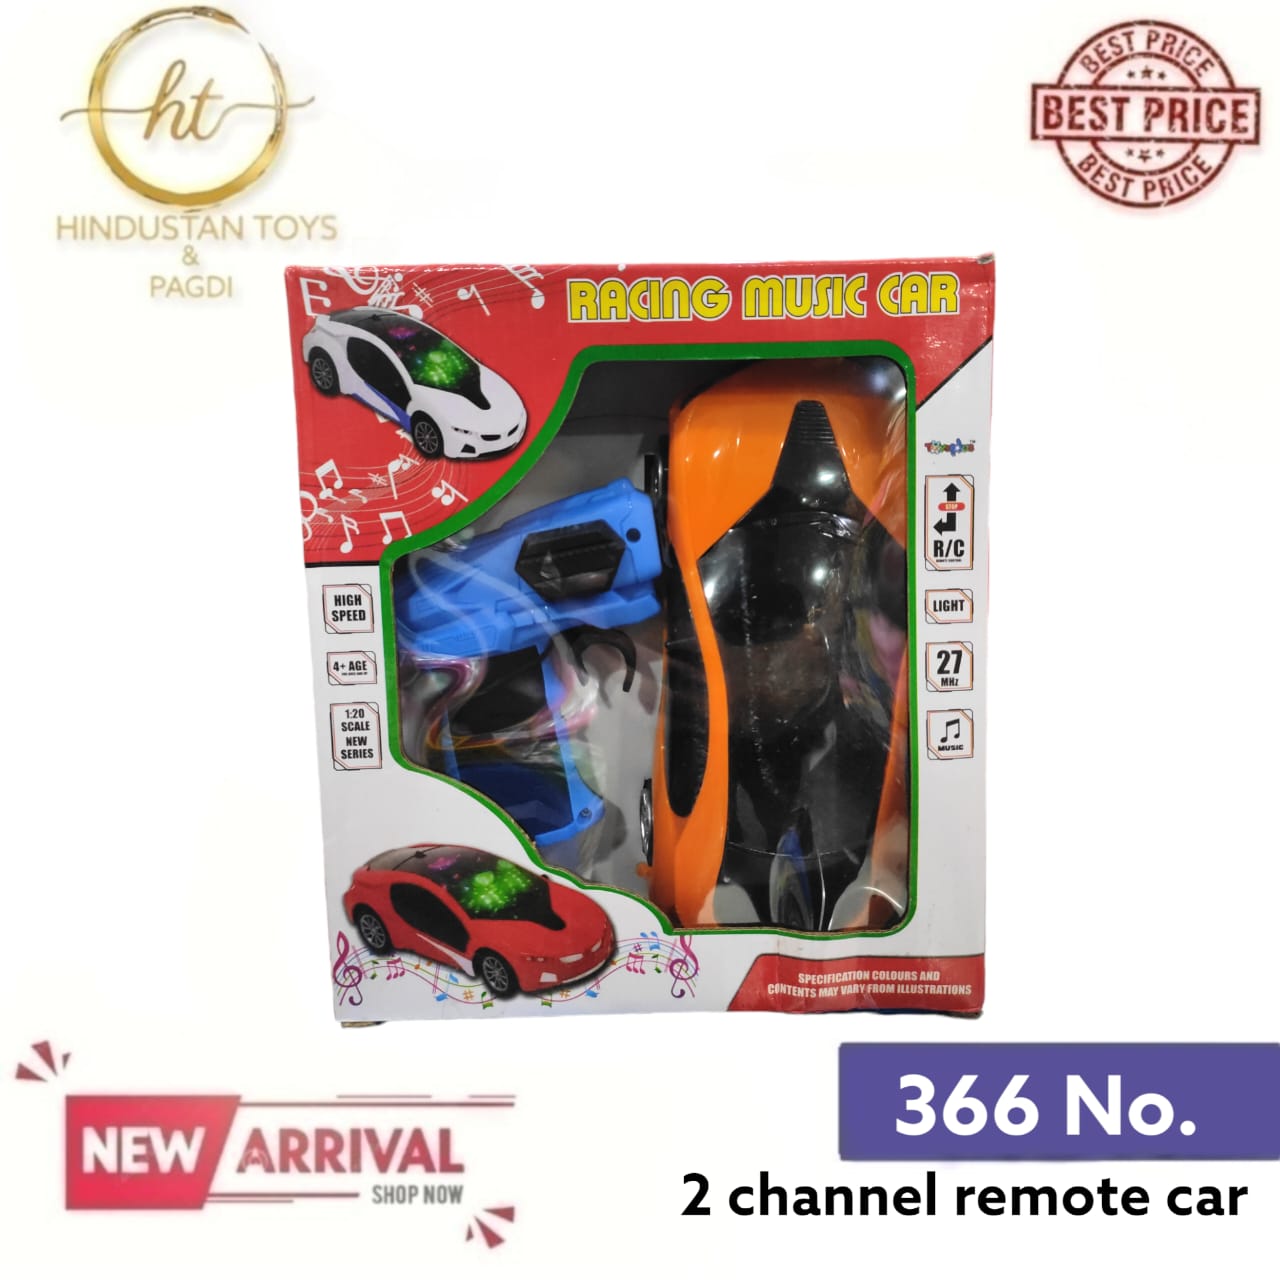 ht
HINDUSTAN TOYS
&
PAGDI
BEST PRICE
BEST PRICE
BEST PRICE
RACING MUSIC CAR
STOP
R/C
HIGH
SPEED
LIGHT
4+ AGE
27
MHz
1:20
SCALE
NEW
SERIES
MUSIC
SPECIFICATION COLOURS AND
CONTENTS MAY VARY FROM ILLUSTRATIONS
NEW ARRIVAL
SHOP NOW
366 No.
2 channel remote car